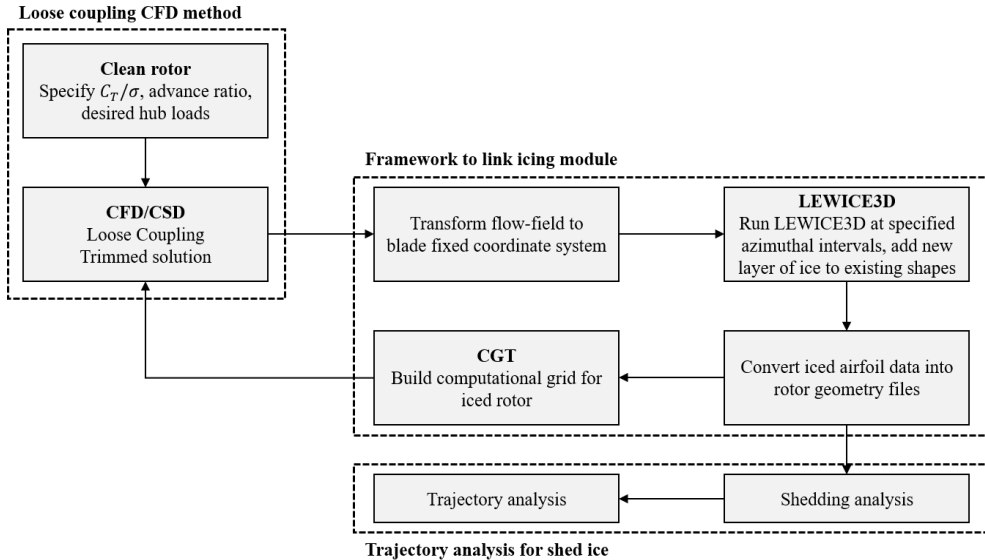 Loose coupling CFD method
Clean rotor
Specify C_T/σ, advance ratio,
desired hub loads
CFD/CSD
Loose Coupling
Trimmed solution
Framework to link icing module
Transform flow-field to
blade fixed coordinate system
LEWICE3D
Run LEWICE3D at specified
azimuthal intervals, add new
layer of ice to existing shapes
CGT
Build computational grid for
iced rotor
Convert iced airfoil data into
rotor geometry files
Trajectory analysis
Shedding analysis
Trajectory analysis for shed ice